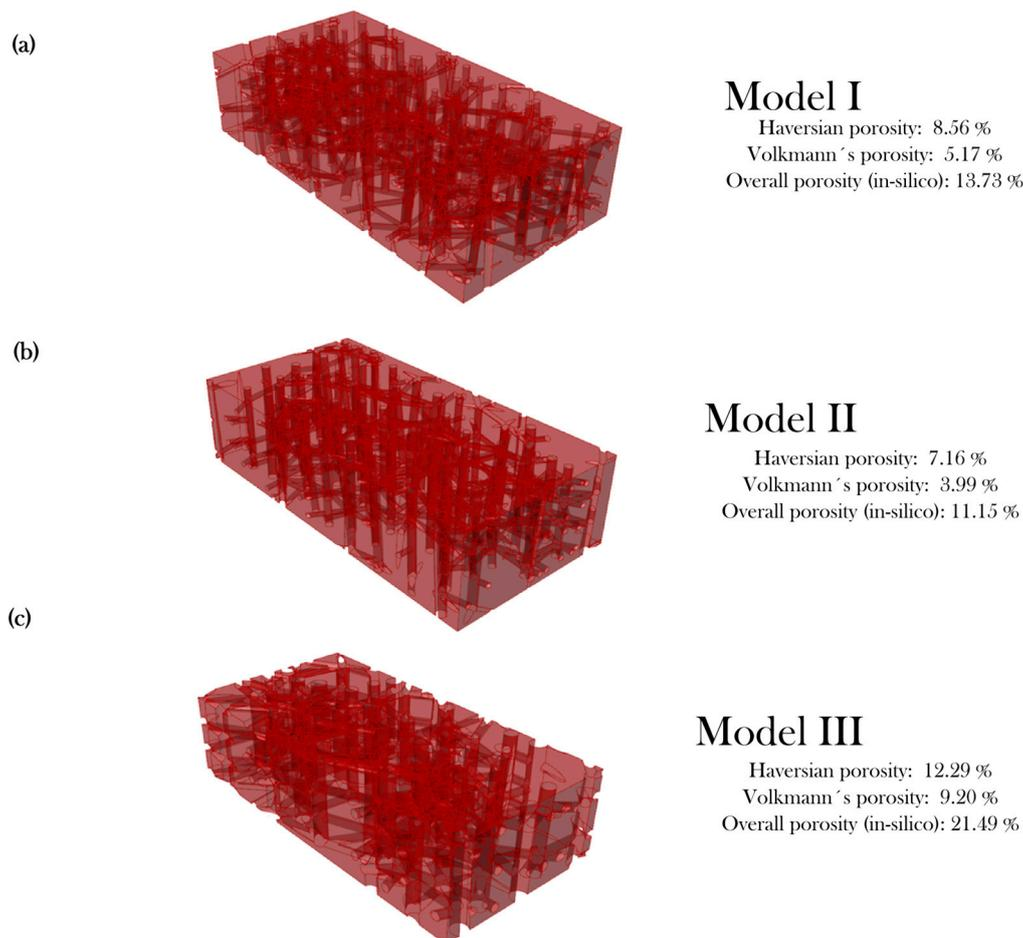 (a)
Model I
Haversian porosity: 8.56 %
Volkmann´s porosity: 5.17 %
Overall porosity (in-silico): 13.73 %
(b)
Model II
Haversian porosity: 7.16 %
Volkmann´s porosity: 3.99 %
Overall porosity (in-silico): 11.15 %
(c)
Model III
Haversian porosity: 12.29 %
Volkmann´s porosity: 9.20 %
Overall porosity (in-silico): 21.49 %